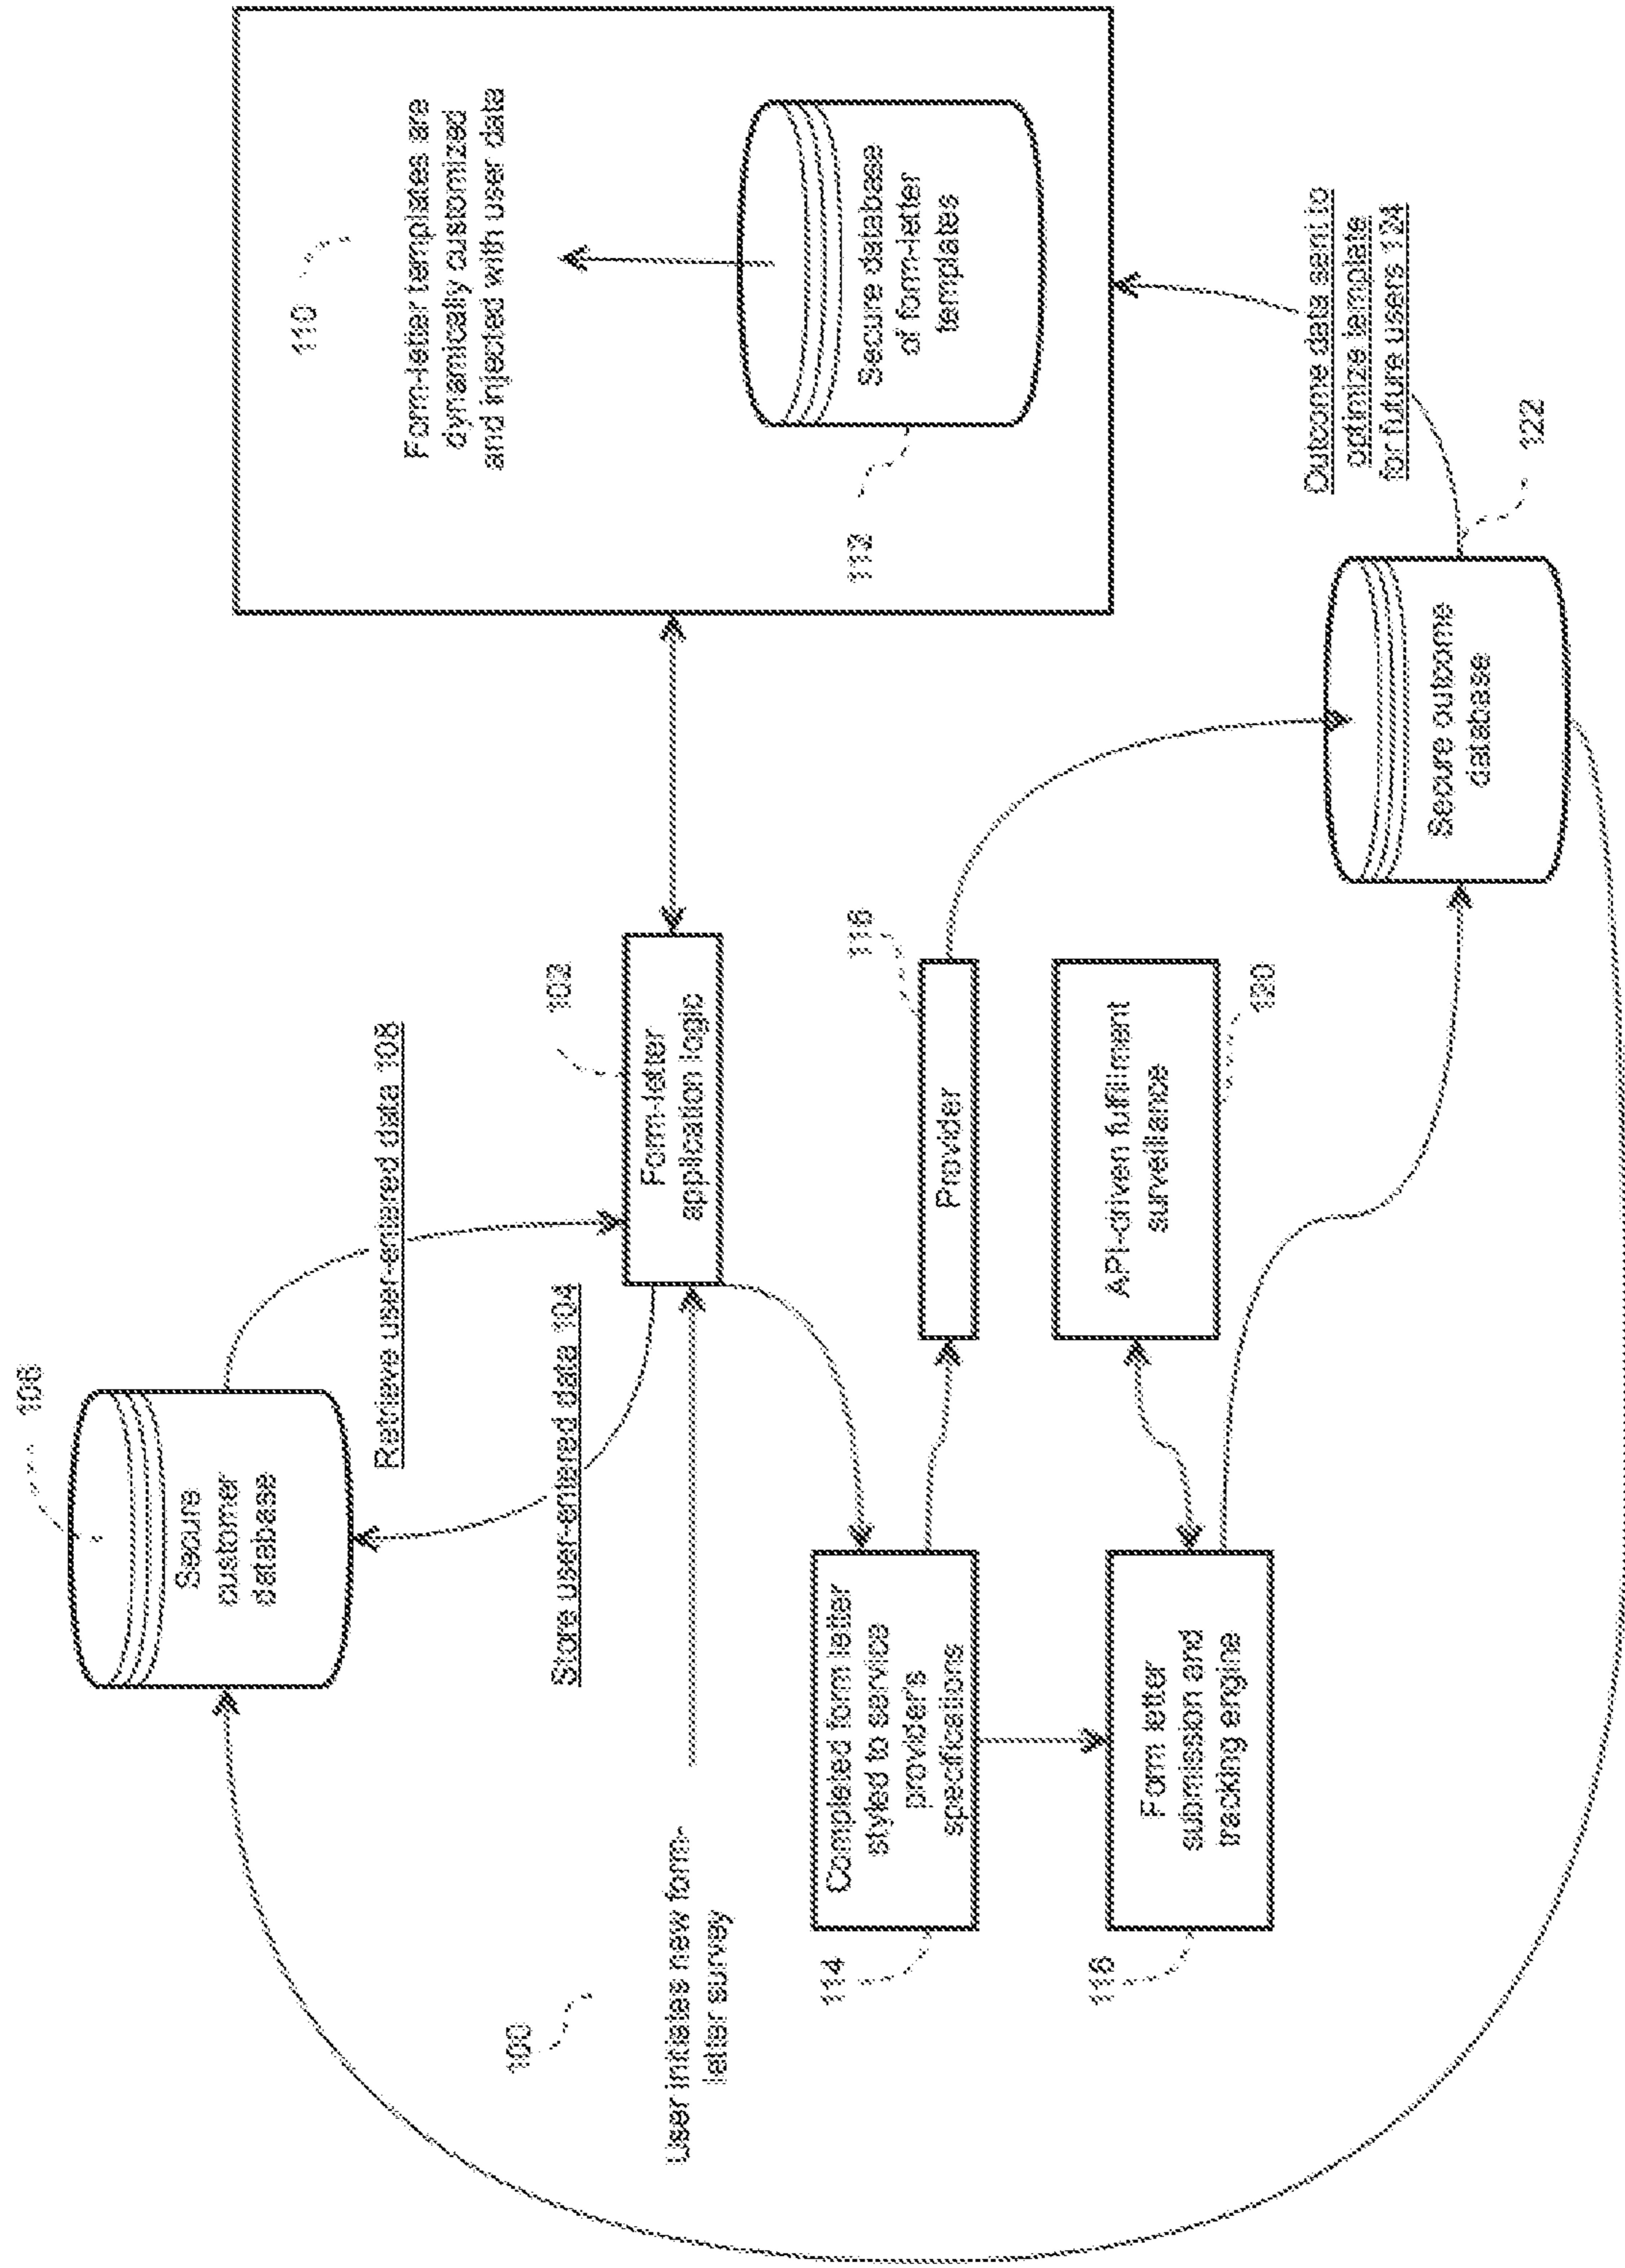 106
Secure
customer
database
110
Form-letter templates are
dynamically customized
and injected with user data
Retrieve user-entered data 108
Store user-entered data 104
100
User initiates new form-
letter survey
102
Form-letter
application logic
112
Secure database
of form-letter
templates
114
Completed form letter
styled to service
provider's
specifications
Provider
API-driven fulfillment
surveillance
120
Form letter
submission and
tracking engine
Outcome data sent to
optimize template
for future users 124
122
Secure outcome
database